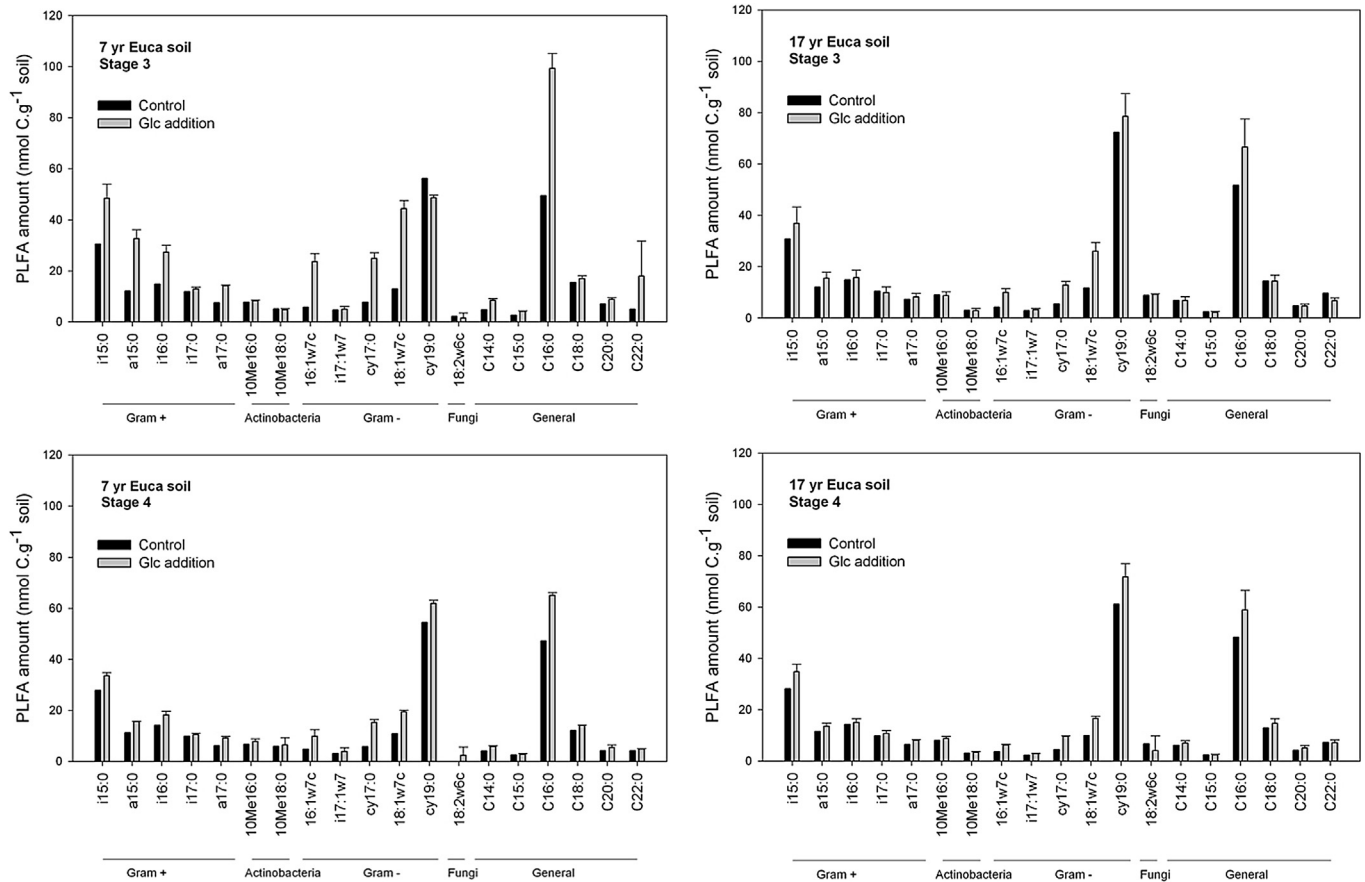 7 yr Euca soil
Stage 3
Control
Glc addition
PLFA amount (nmol C.g⁻¹ soil)
120
100
80
60
40
20
0
i15:0
a15:0
i16:0
i17:0
a17:0
10Me16:0
10Me18:0
16:1w7c
i17:1w7
cy17:0
18:1w7c
cy19:0
18:2w6c
C14:0
C15:0
C16:0
C18:0
C20:0
C22:0
Gram + Actinobacteria Gram - Fungi General
17 yr Euca soil
Stage 3
Control
Glc addition
PLFA amount (nmol C.g⁻¹ soil)
120
100
80
60
40
20
0
i15:0
a15:0
i16:0
i17:0
a17:0
10Me16:0
10Me18:0
16:1w7c
i17:1w7
cy17:0
18:1w7c
cy19:0
18:2w6c
C14:0
C15:0
C16:0
C18:0
C20:0
C22:0
Gram + Actinobacteria Gram - Fungi General
7 yr Euca soil
Stage 4
Control
Glc addition
PLFA amount (nmol C.g⁻¹ soil)
120
100
80
60
40
20
0
i15:0
a15:0
i16:0
i17:0
a17:0
10Me16:0
10Me18:0
16:1w7c
i17:1w7
cy17:0
18:1w7c
cy19:0
18:2w6c
C14:0
C15:0
C16:0
C18:0
C20:0
C22:0
Gram + Actinobacteria Gram - Fungi General
17 yr Euca soil
Stage 4
Control
Glc addition
PLFA amount (nmol C.g⁻¹ soil)
120
100
80
60
40
20
0
i15:0
a15:0
i16:0
i17:0
a17:0
10Me16:0
10Me18:0
16:1w7c
i17:1w7
cy17:0
18:1w7c
cy19:0
18:2w6c
C14:0
C15:0
C16:0
C18:0
C20:0
C22:0
Gram + Actinobacteria Gram - Fungi General